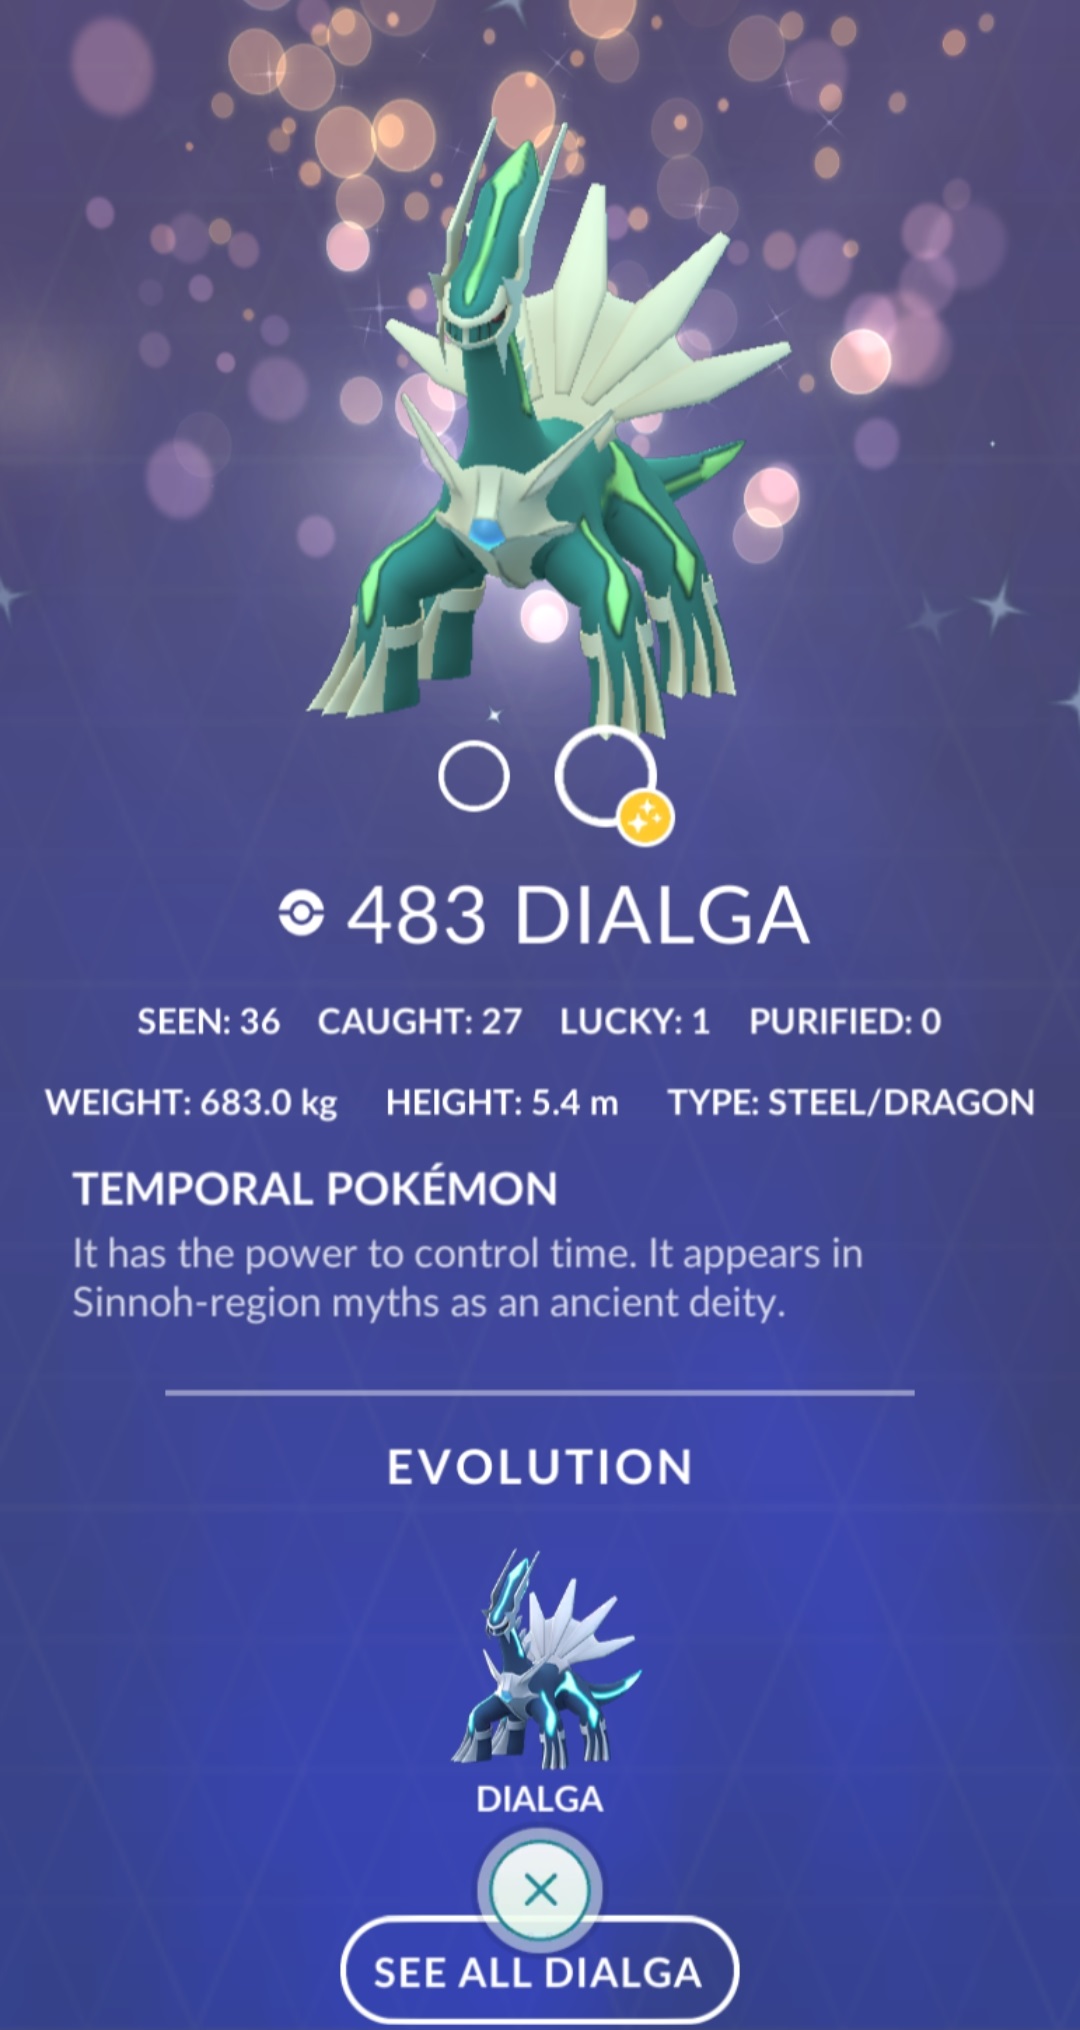 483 DIALGA
SEEN: 36 CAUGHT: 27 LUCKY: 1 PURIFIED: 0
WEIGHT: 683.0 kg HEIGHT: 5.4 m TYPE: STEEL/DRAGON
TEMPORAL POKÉMON
It has the power to control time. It appears in
Sinnoh-region myths as an ancient deity.
EVOLUTION
DIALGA
SEE ALL DIALGA